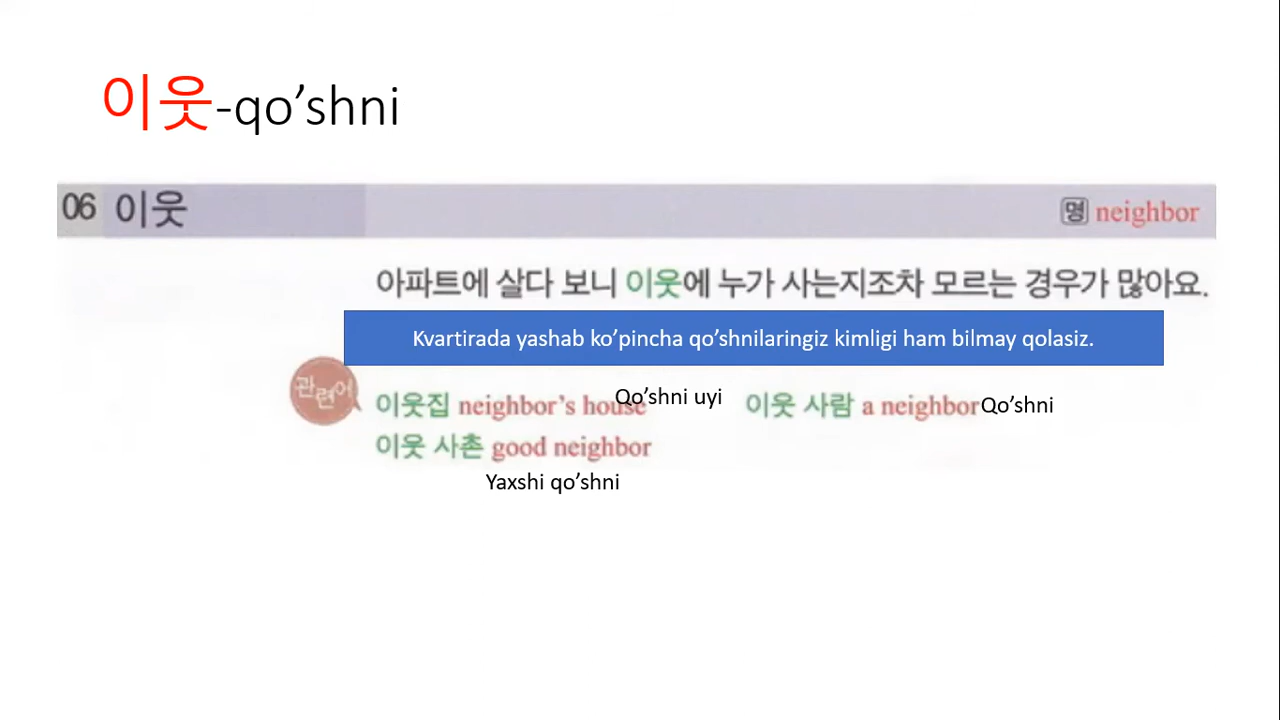 이웃-qo’shni
06 이웃 명 neighbor
아파트에 살다 보니 이웃에 누가 사는지조차 모르는 경우가 많아요.
Kvartirada yashab ko’pincha qo’shnilaringiz kimligi ham bilmay qolasiz.
관련어 이웃집 neighbor’s house Qo’shni uyi 이웃 사람 a neighbor Qo’shni
이웃 사촌 good neighbor
Yaxshi qo’shni